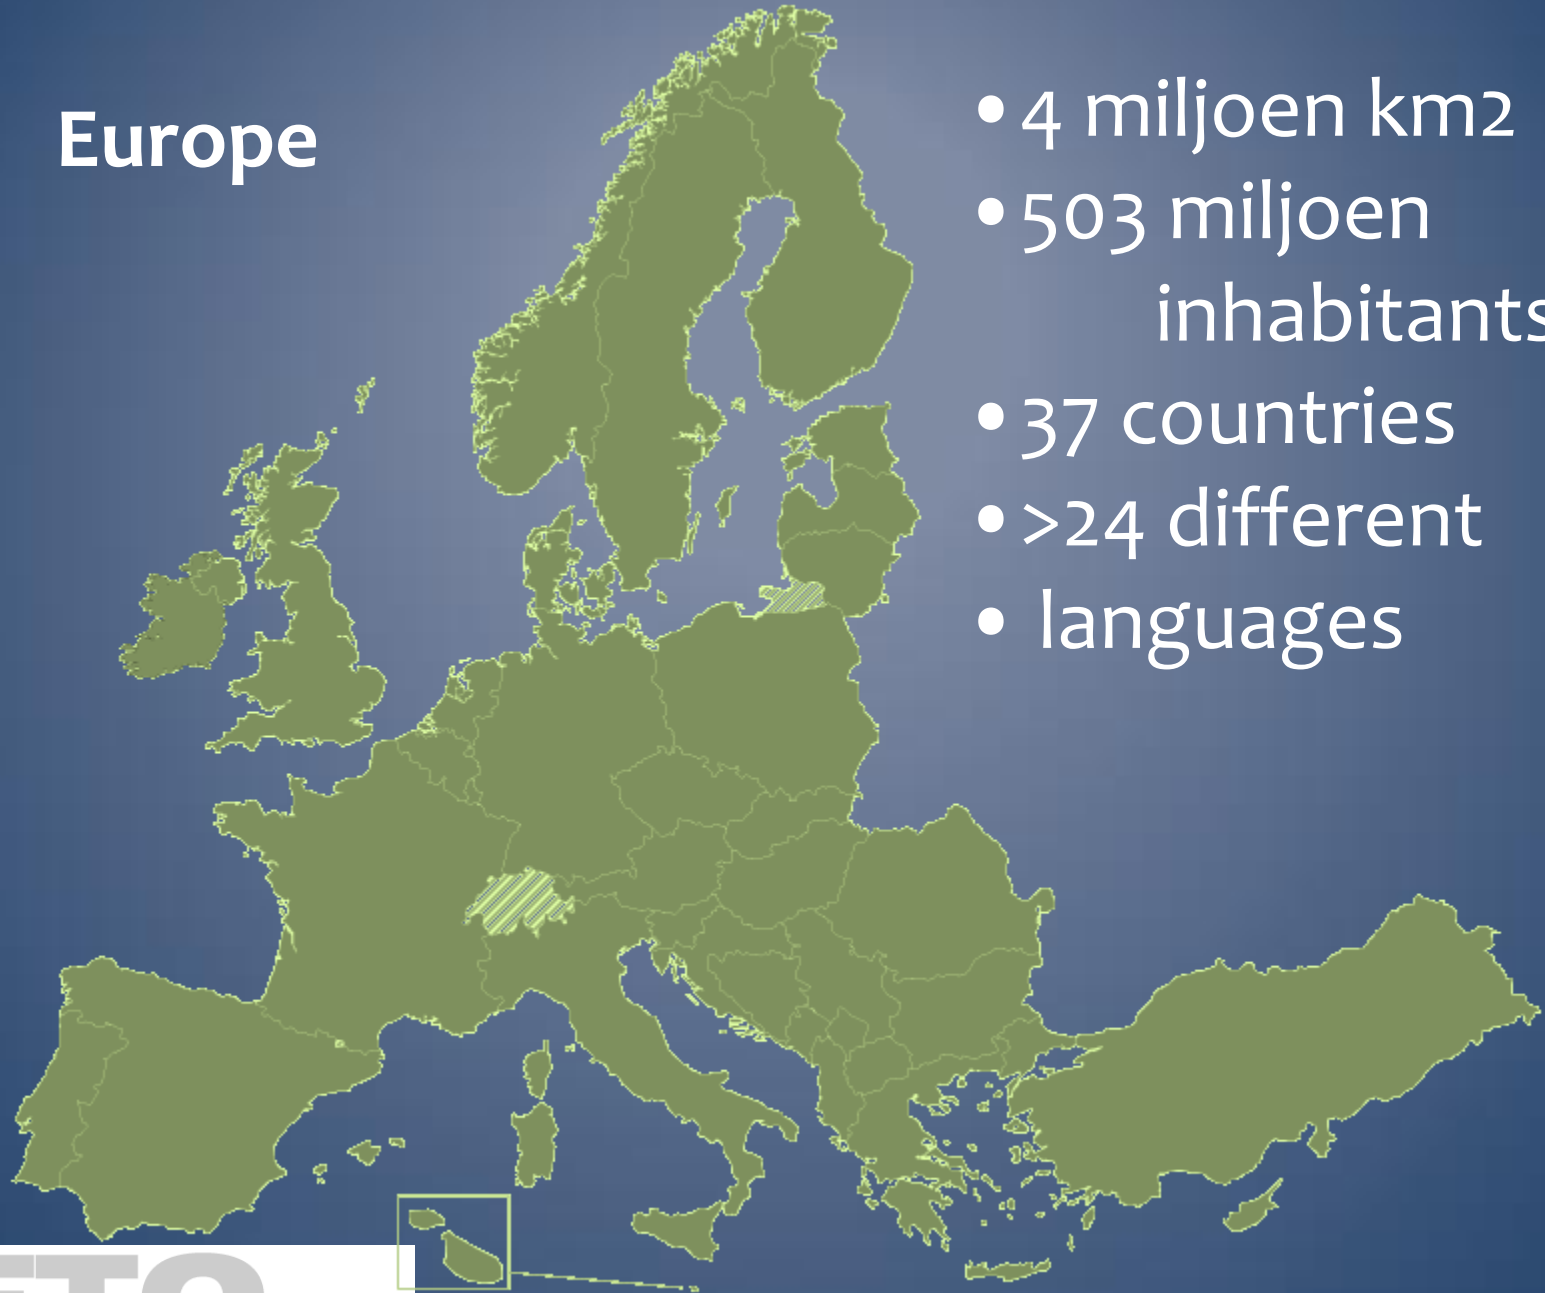 Europe
• 4 miljoen km2
• 503 miljoen
inhabitants
• 37 countries
• >24 different
• languages